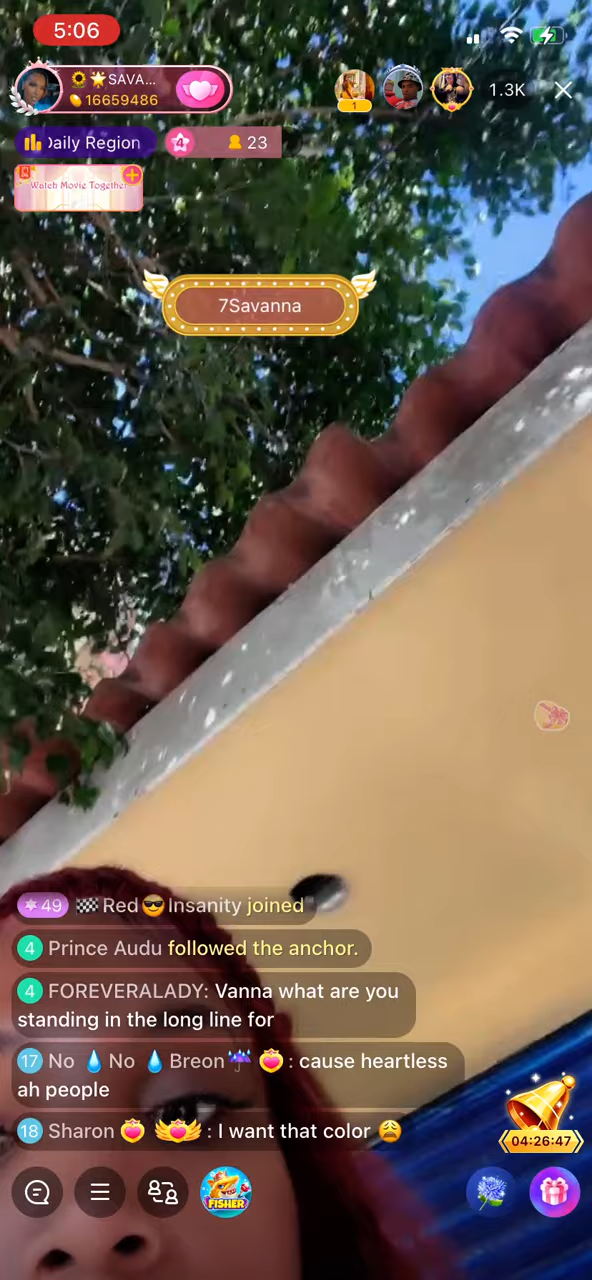 5:06
🌻🌟SAVA...
16659486
1
1.3K
Daily Region
4
23
Watch Movie Together
7Savanna
49 🏁Red😎Insanity joined
4 Prince Audu followed the anchor.
4 FOREVERALADY: Vanna what are you
standing in the long line for
17 No 💧No 💧Breon☔ : cause heartless
ah people
18 Sharon : I want that color 😩
04:26:47
FISHER